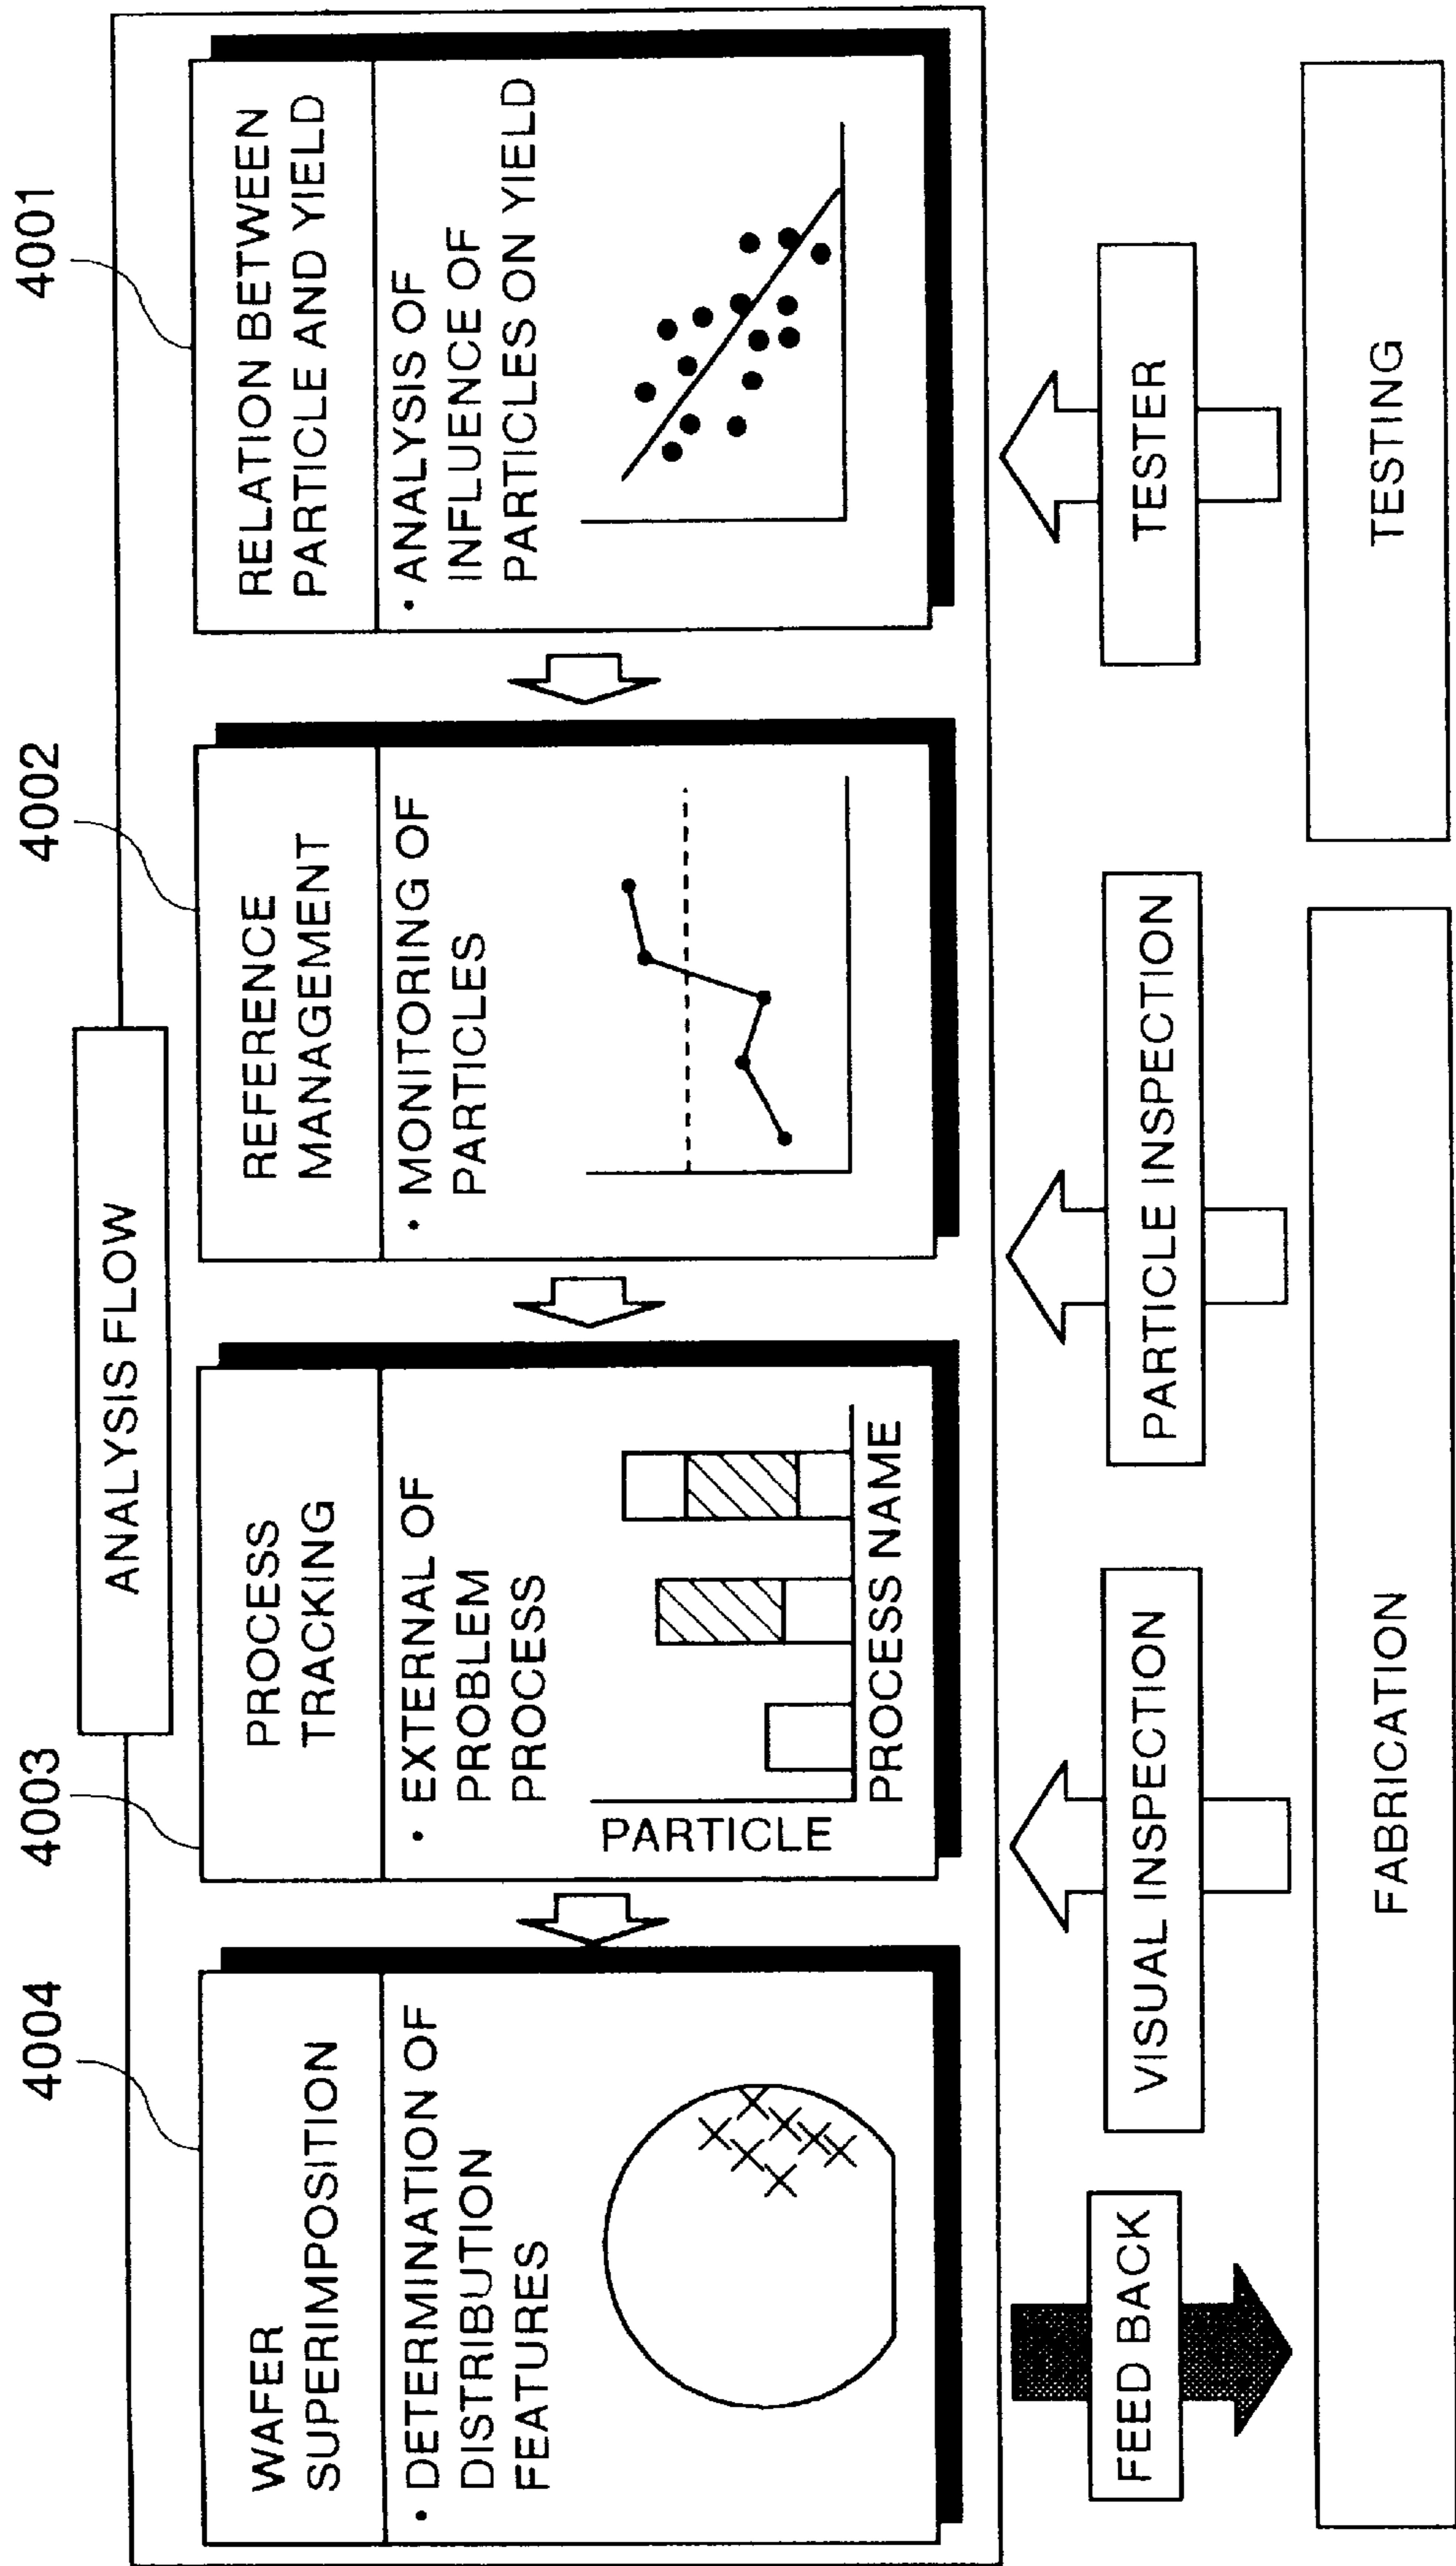 ANALYSIS FLOW
4004
WAFER
SUPERIMPOSITION
• DETERMINATION OF
DISTRIBUTION
FEATURES
4003
PROCESS
TRACKING
• EXTERNAL OF
PROBLEM
PROCESS
PARTICLE
PROCESS NAME
4002
REFERENCE
MANAGEMENT
• MONITORING OF
PARTICLES
4001
RELATION BETWEEN
PARTICLE AND YIELD
• ANALYSIS OF
INFLUENCE OF
PARTICLES ON YIELD
FEED BACK
VISUAL INSPECTION
PARTICLE INSPECTION
TESTER
FABRICATION
TESTING